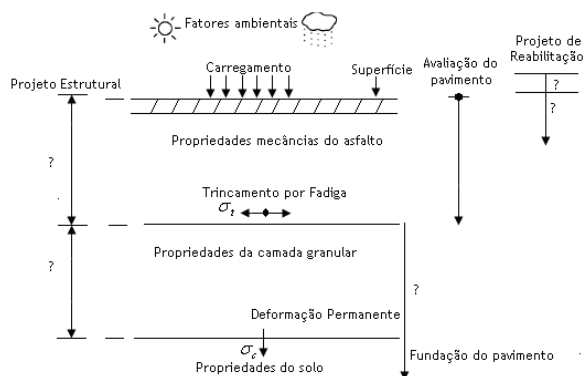 Fatores ambientais
Projeto de
Reabilitação
Avaliação do
pavimento
Projeto Estrutural
Carregamento
Superfície
?
?
Propriedades mecâncias do asfalto
?
Trincamento por Fadiga
σt
Propriedades da camada granular
?
?
Deformação Permanente
σc
Fundação do pavimento
Propriedades do solo